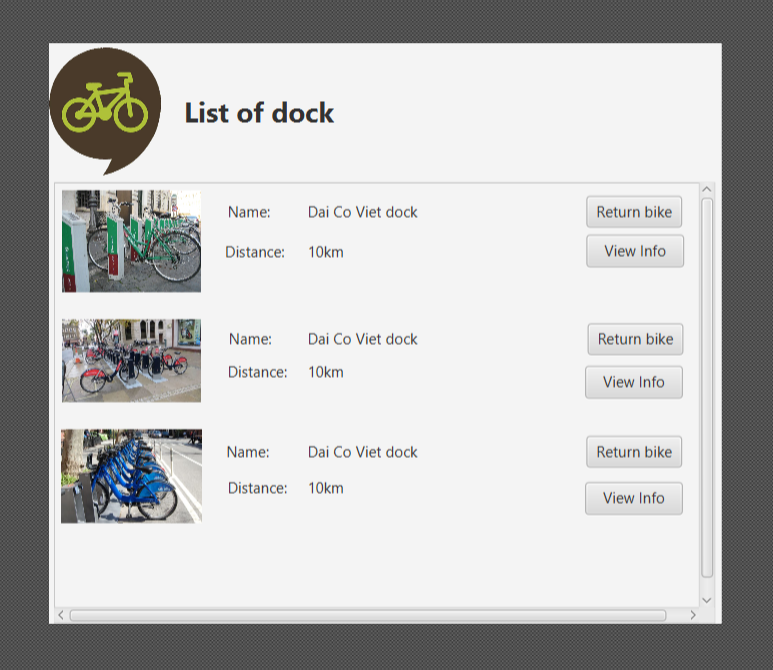 List of dock
Name: Dai Co Viet dock Return bike
Distance: 10km View Info
Name: Dai Co Viet dock Return bike
Distance: 10km View Info
Name: Dai Co Viet dock Return bike
Distance: 10km View Info